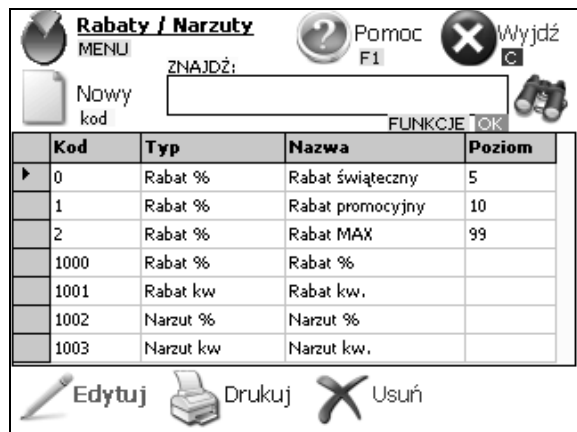 Rabaty / Narzuty
MENU
Pomoc
F1
Wyjdź
C
ZNAJDŹ:
Nowy
kod
FUNKCJE OK
Kod Typ Nazwa Poziom
0 Rabat % Rabat świąteczny 5
1 Rabat % Rabat promocyjny 10
2 Rabat % Rabat MAX 99
1000 Rabat % Rabat %
1001 Rabat kw Rabat kw.
1002 Narzut % Narzut %
1003 Narzut kw Narzut kw.
Edytuj Drukuj Usuń